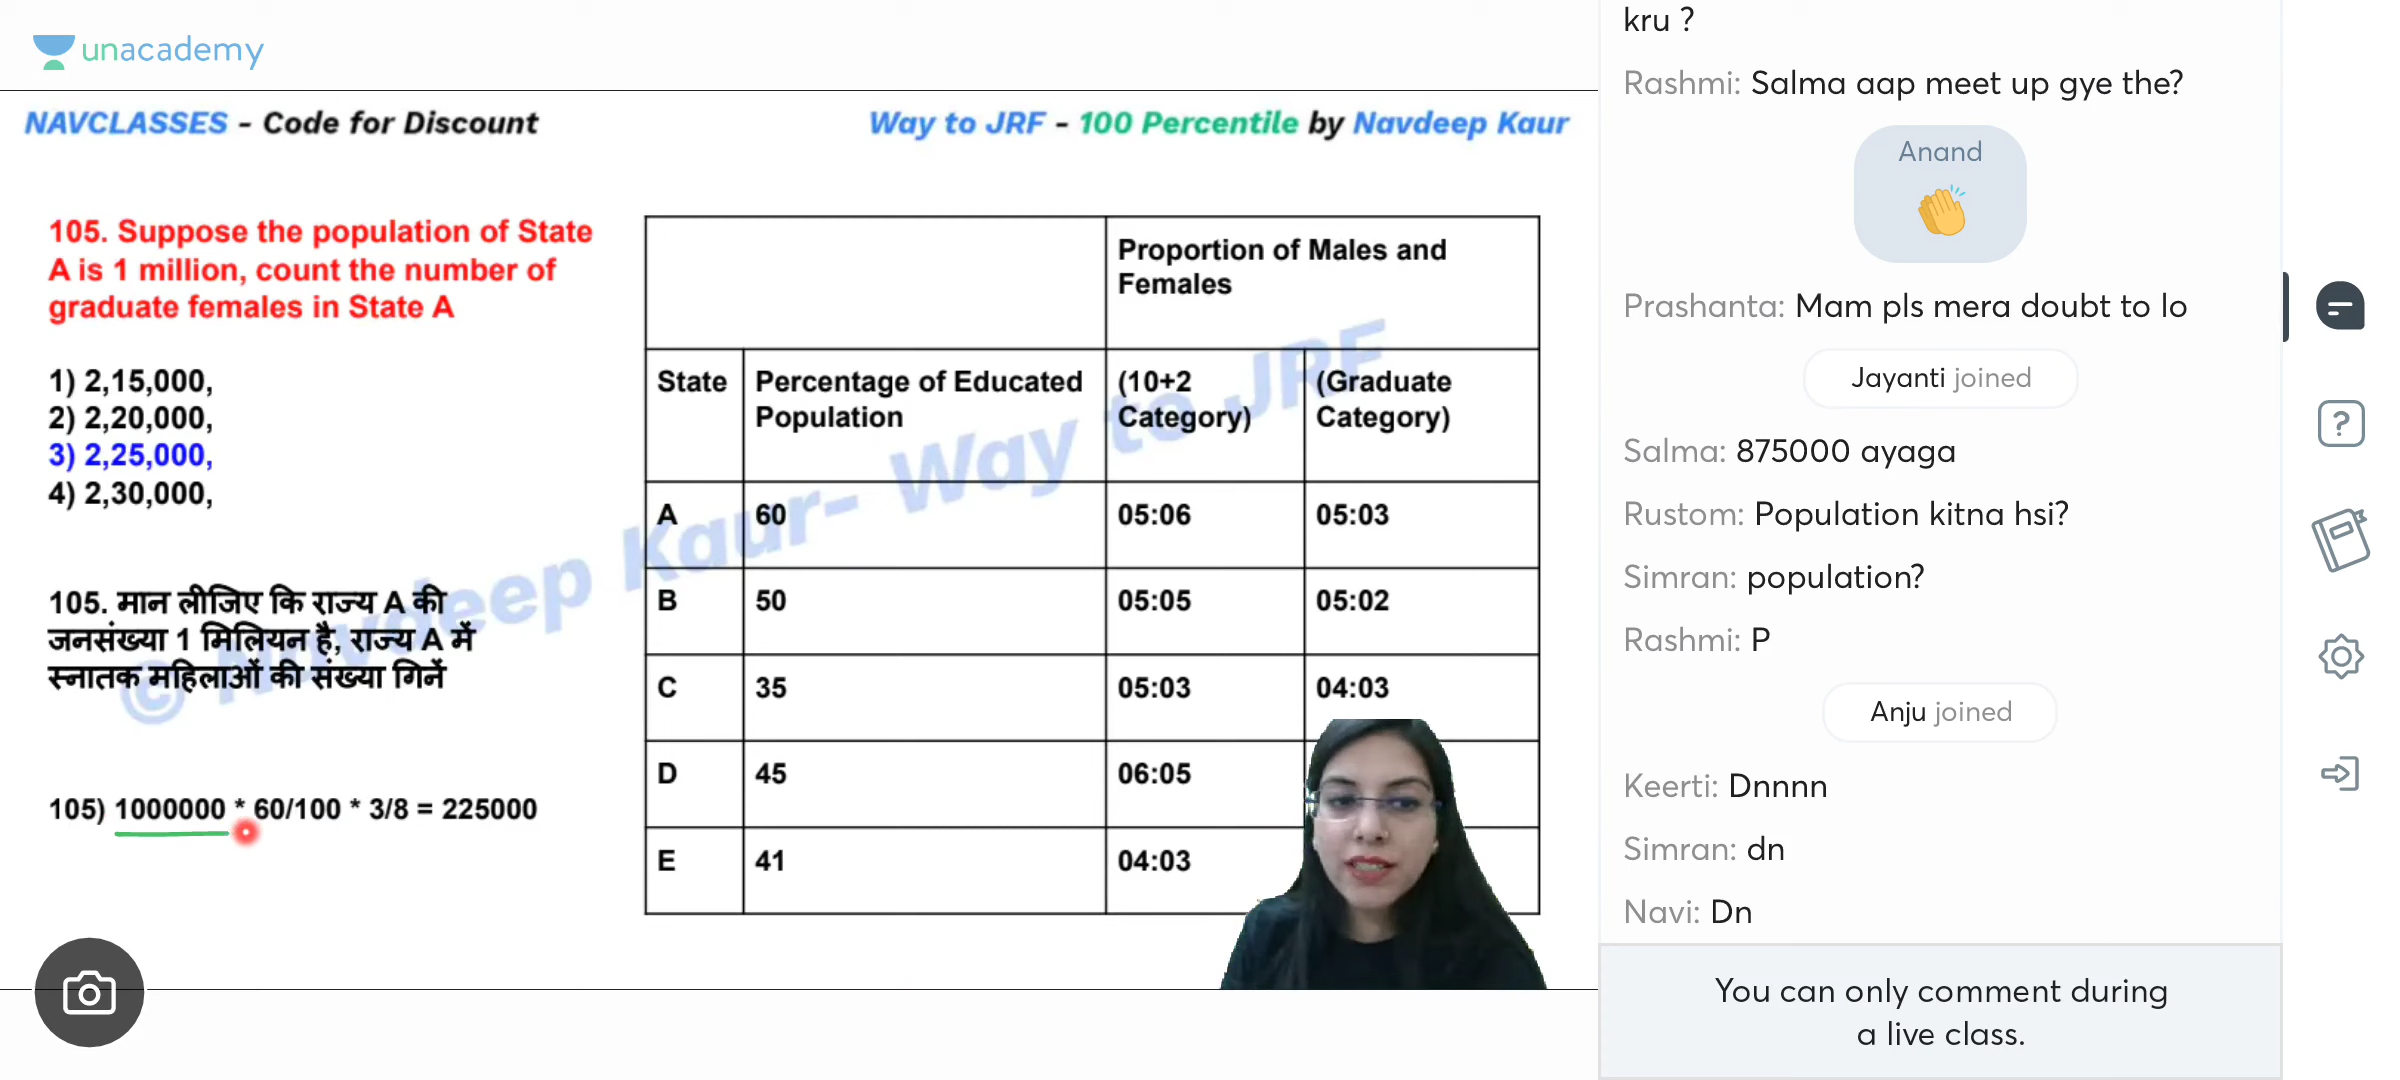 unacademy
NAVCLASSES - Code for Discount
Way to JRF - 100 Percentile by Navdeep Kaur
105. Suppose the population of State
A is 1 million, count the number of
graduate females in State A
1) 2,15,000,
2) 2,20,000,
3) 2,25,000,
4) 2,30,000,
105. मान लीजिए कि राज्य A की
जनसंख्या 1 मिलियन है, राज्य A में
स्नातक महिलाओं की संख्या गिनें
105) 1000000 * 60/100 * 3/8 = 225000
Proportion of Males and
Females
State Percentage of Educated Population (10+2 Category) (Graduate Category)
A 60 05:06 05:03
B 50 05:05 05:02
C 35 05:03 04:03
D 45 06:05
E 41 04:03
© Navdeep Kaur- Way to JRF
kru ?
Rashmi: Salma aap meet up gye the?
Anand
Prashanta: Mam pls mera doubt to lo
Jayanti joined
Salma: 875000 ayaga
Rustom: Population kitna hsi?
Simran: population?
Rashmi: P
Anju joined
Keerti: Dnnnn
Simran: dn
Navi: Dn
You can only comment during
a live class.